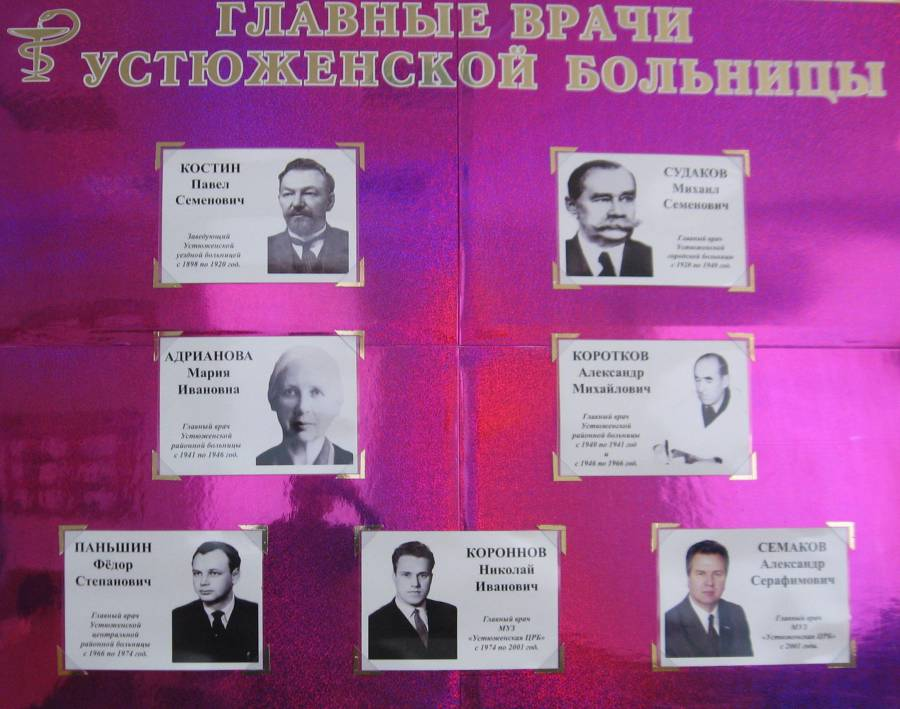 ГЛАВНЫЕ ВРАЧИ
УСТЮЖЕНСКОЙ БОЛЬНИЦЫ
КОСТИН
Павел
Семенович
Заведующий
Устюженской
уездной больницей
с 1898 по 1920 год.
СУДАКОВ
Михаил
Семенович
Главный врач
Устюженской
городской больницы
с 1920 по 1940 год.
АДРИАНОВА
Мария
Ивановна
Главный врач
Устюженской
районной больницы
с 1941 по 1946 год.
КОРОТКОВ
Александр
Михайлович
Главный врач
Устюженской
районной больницы
с 1940 по 1941 год
и
с 1946 по 1966 год.
ПАНЬШИН
Фёдор
Степанович
Главный врач
Устюженской
центральной
районной больницы
с 1966 по 1974 год.
КОРОННОВ
Николай
Иванович
Главный врач
МУЗ
«Устюженская ЦРБ»
с 1974 по 2001 год.
СЕМАКОВ
Александр
Серафимович
Главный врач
МУЗ
«Устюженская ЦРБ»
с 2001 года.